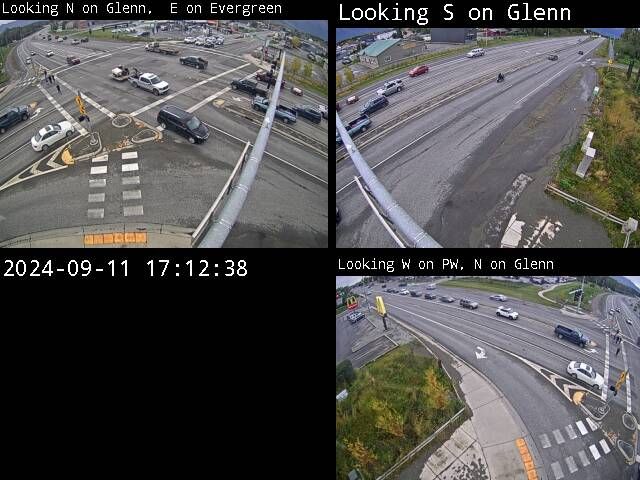 Looking N on Glenn, E on Evergreen
Looking S on Glenn
2024-09-11 17:12:38
Looking W on PW, N on Glenn